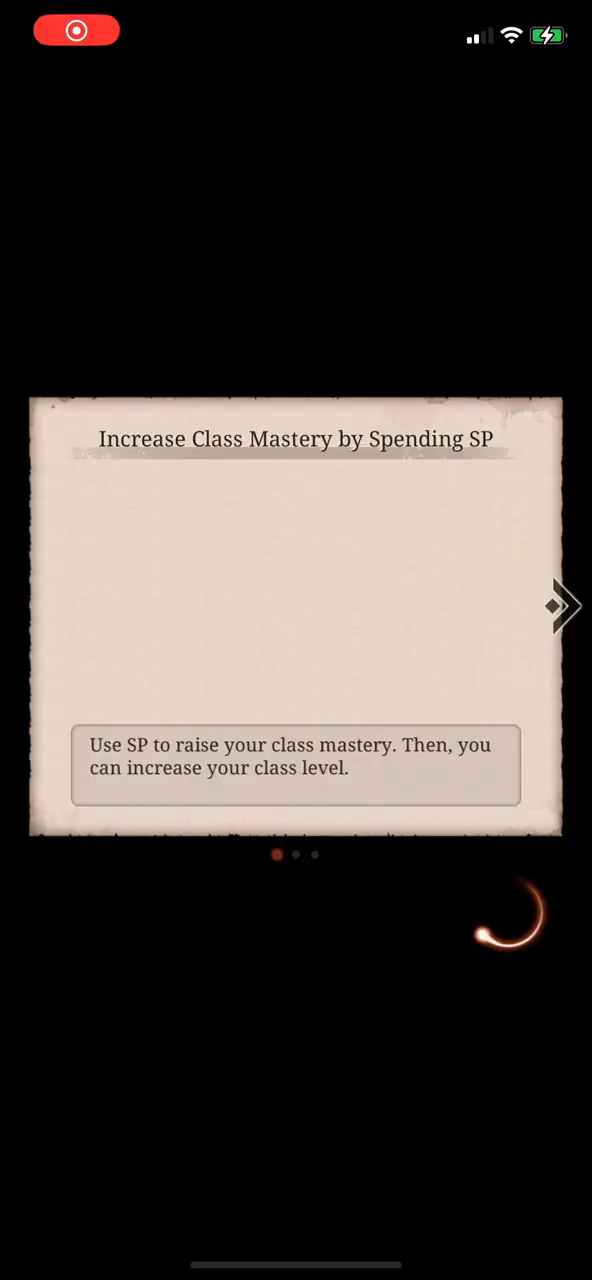 Increase Class Mastery by Spending SP
Use SP to raise your class mastery. Then, you
can increase your class level.